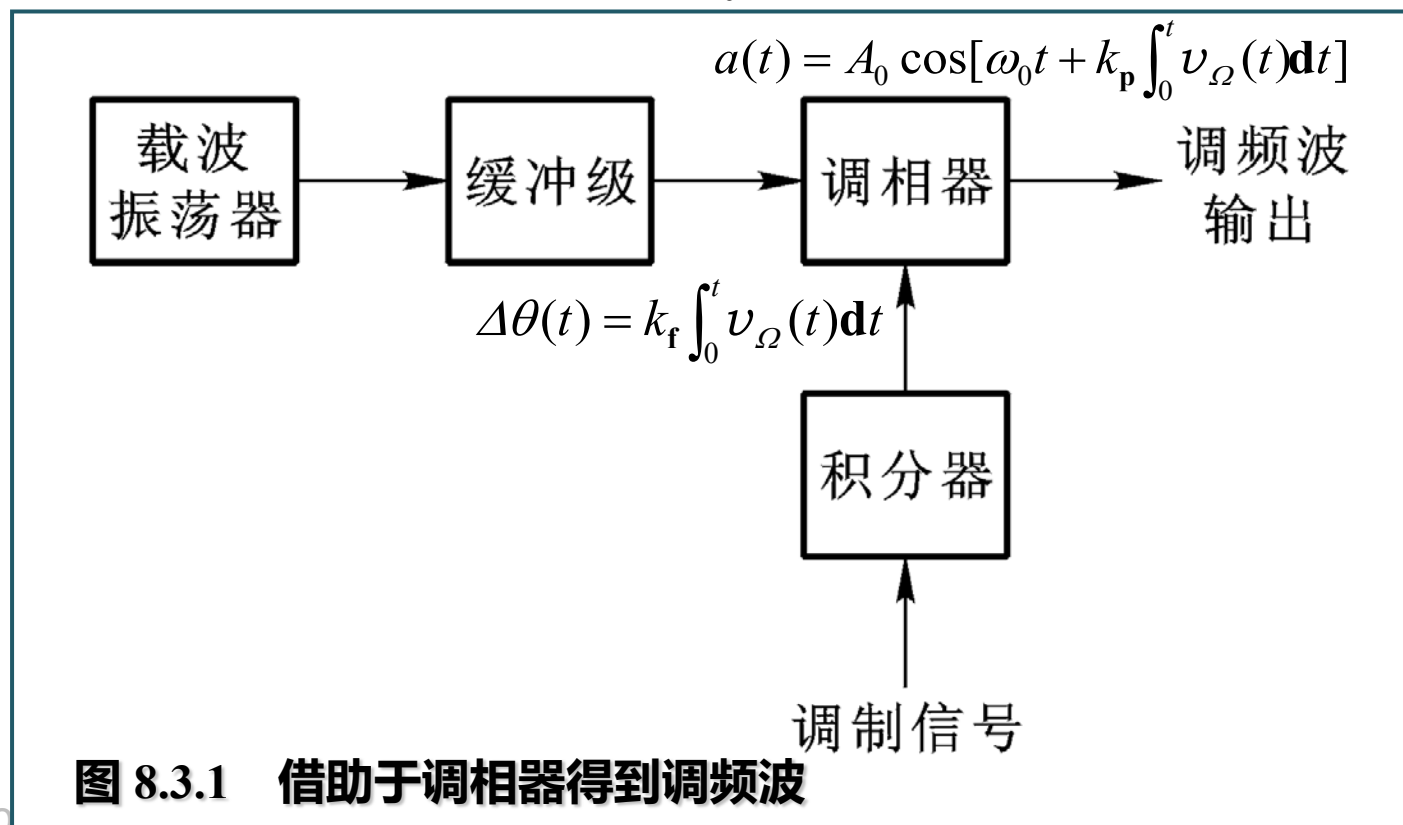 a(t) = A₀ cos[ω₀t + kₚ∫₀ᵗ υ_Ω(t)dt]
载波
振荡器
缓冲级
调相器
调频波
输出
Δθ(t) = k_f∫₀ᵗ υ_Ω(t)dt
积分器
调制信号
图 8.3.1 借助于调相器得到调频波